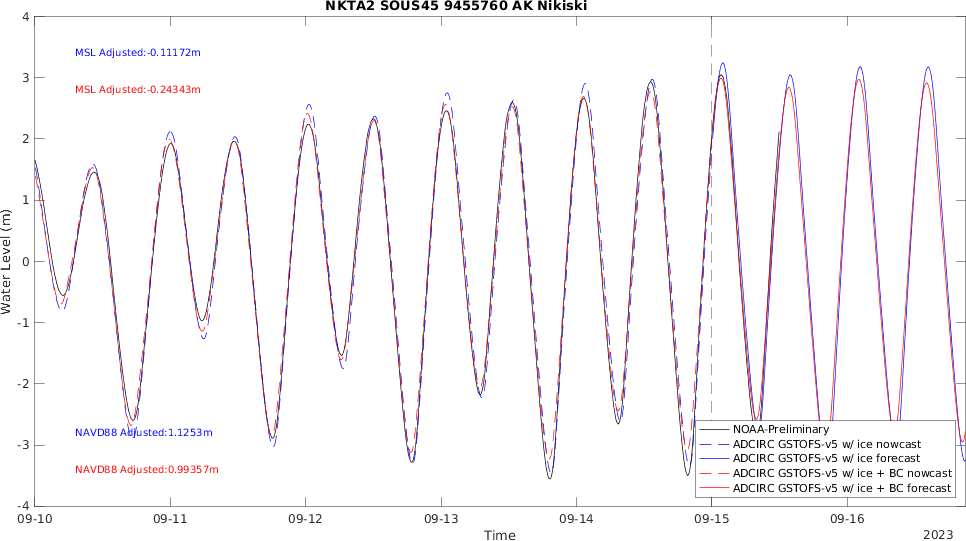 NKTA2 SOUS45 9455760 AK Nikiski
4
3
2
1
0
-1
-2
-3
-4
Water Level (m)
MSL Adjusted:-0.11172m
MSL Adjusted:-0.24343m
NAVD88 Adjusted:1.1253m
NAVD88 Adjusted:0.99357m
NOAA-Preliminary
ADCIRC GSTOFS-v5 w/ ice nowcast
ADCIRC GSTOFS-v5 w/ ice forecast
ADCIRC GSTOFS-v5 w/ ice + BC nowcast
ADCIRC GSTOFS-v5 w/ ice + BC forecast
09-10 09-11 09-12 09-13 09-14 09-15 09-16
Time
2023